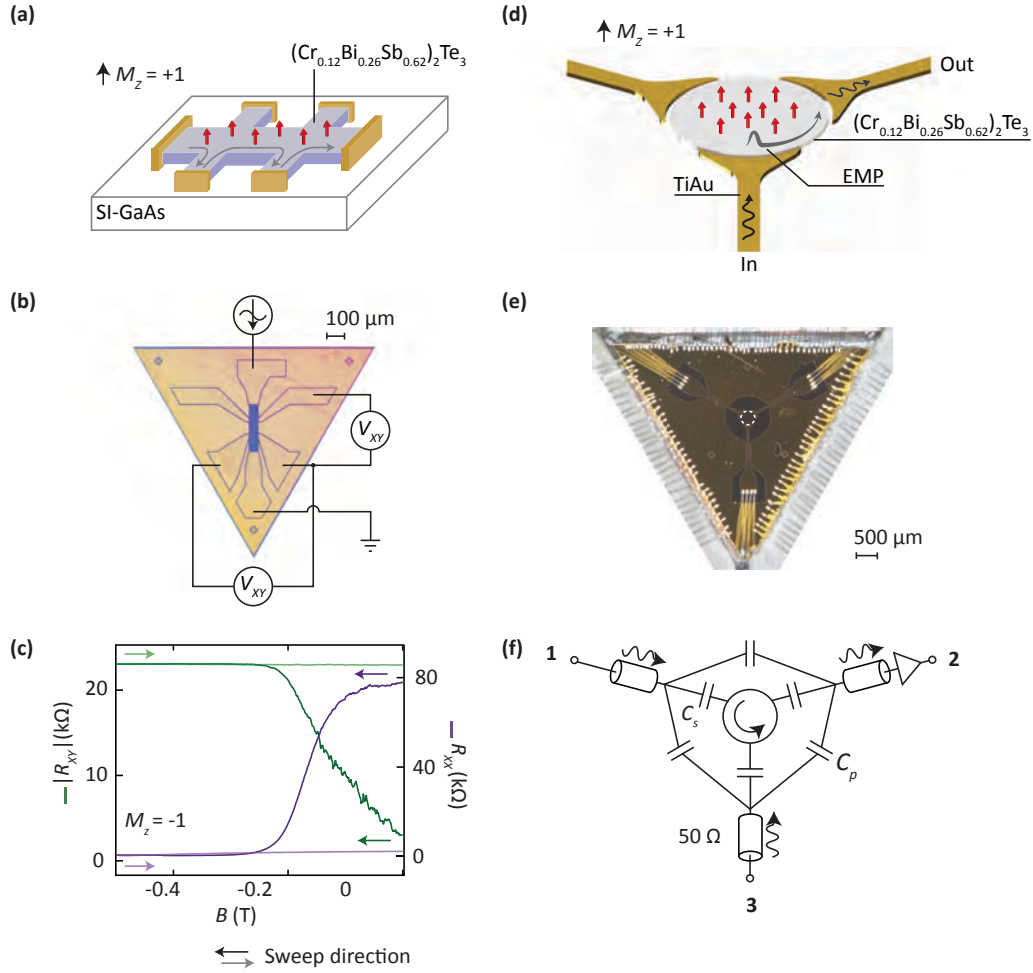 (a)
M_z = +1
(Cr_0.12Bi_0.26Sb_0.62)_2Te_3
SI-GaAs
(b)
100 μm
V_XY
V_XY
(c)
20
10
0
|R_XY| (kΩ)
80
40
0
R_XX (kΩ)
M_z = -1
-0.4
-0.2
0
B (T)
Sweep direction
(d)
M_z = +1
Out
(Cr_0.12Bi_0.26Sb_0.62)_2Te_3
EMP
TiAu
In
(e)
500 μm
(f)
1
2
C_s
C_p
50 Ω
3